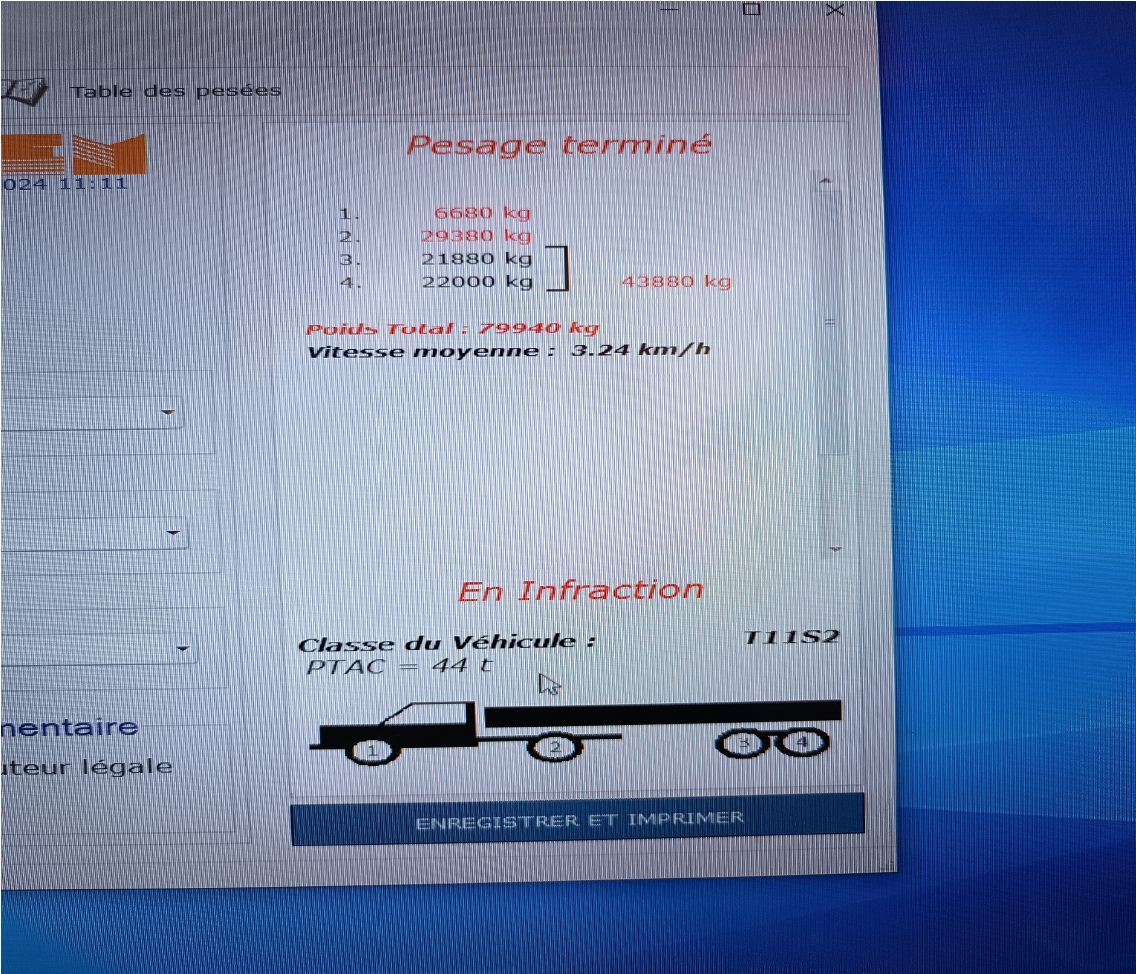 Table des pesées
024 11:11
Pesage terminé
1. 6680 kg
2. 29380 kg
3. 21880 kg
4. 22000 kg 43880 kg
Poids Total : 79940 kg
Vitesse moyenne : 3.24 km/h
En Infraction
Classe du Véhicule : T11S2
PTAC = 44 t
mentaire
uteur légale
1 2 3 4
ENREGISTRER ET IMPRIMER